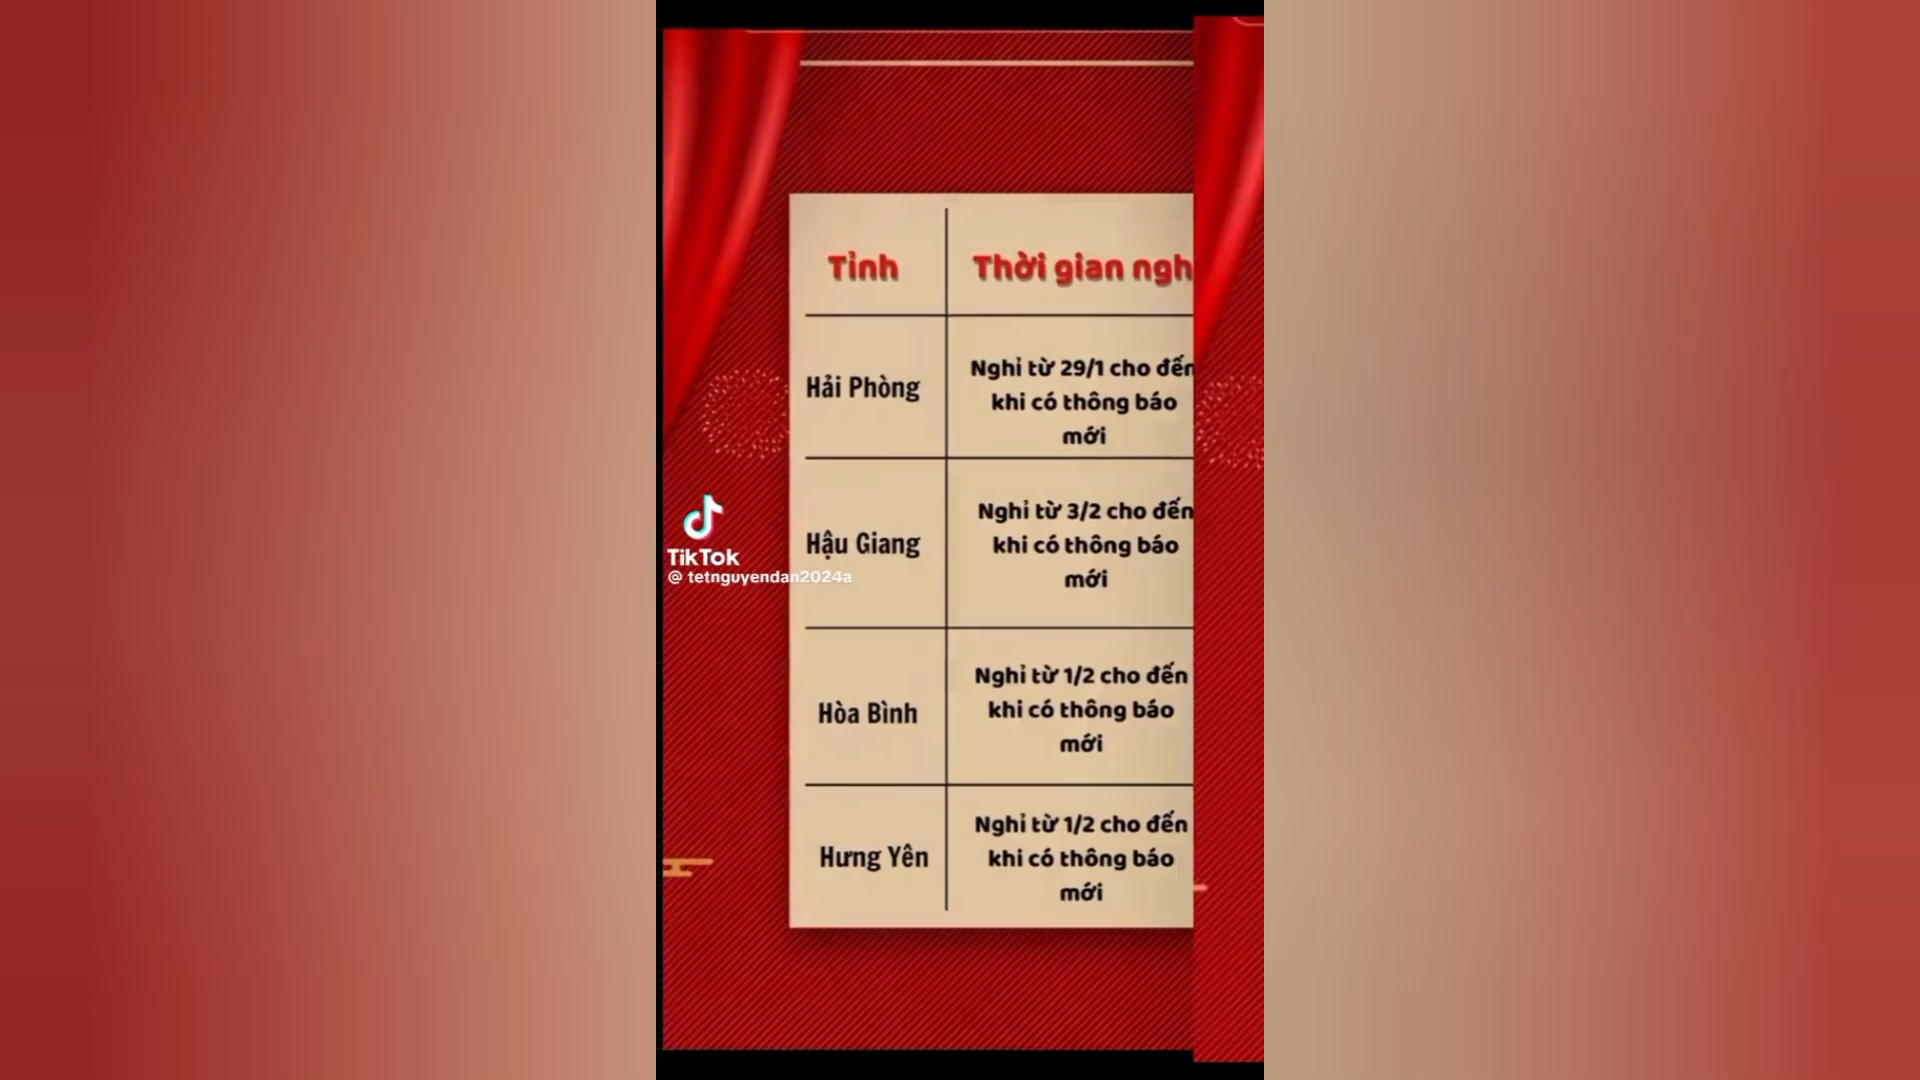 Tỉnh
Thời gian ngh
Hải Phòng
Nghỉ từ 29/1 cho đến
khi có thông báo
mới
Hậu Giang
Nghỉ từ 3/2 cho đến
khi có thông báo
mới
TikTok
@ tetnguyendan2024a
Hòa Bình
Nghỉ từ 1/2 cho đến
khi có thông báo
mới
Hưng Yên
Nghỉ từ 1/2 cho đến
khi có thông báo
mới